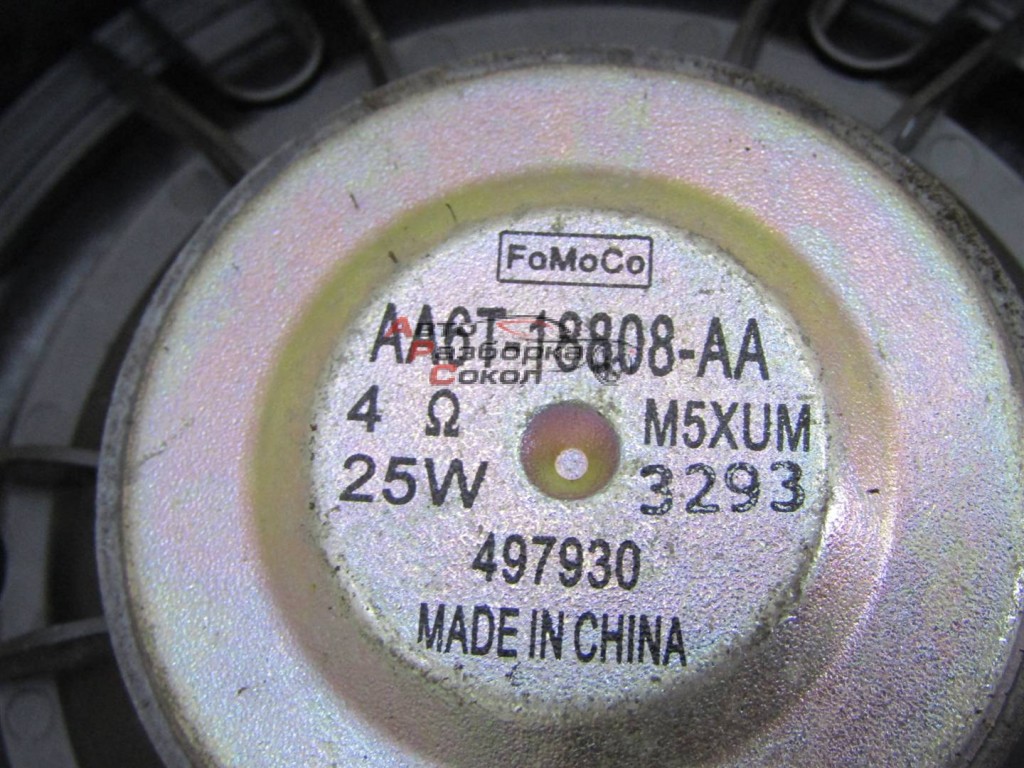 FoMoCo
AA6T-18808-AA
Авто
Разборка
Сокол
4 Ω
M5XUM
25W
3293
497930
MADE IN CHINA